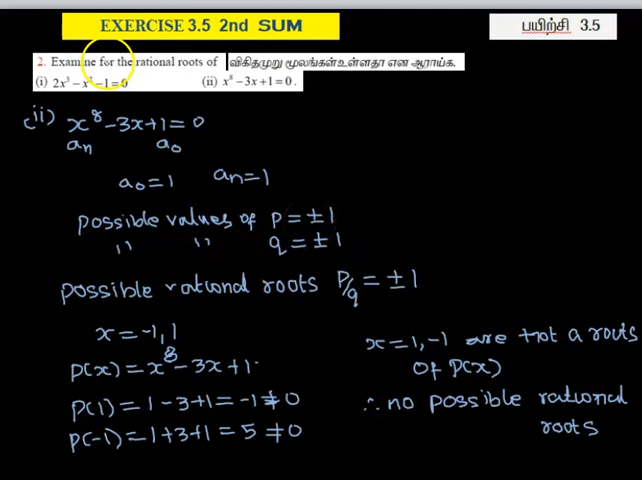 EXERCISE 3.5 2nd SUM
பயிற்சி 3.5
2. Examine for the rational roots of விகிதமுறு மூலங்கள் உள்ளதா என ஆராய்க.
(i) 2x³ − x² − 1 = 0 (ii) x⁸ − 3x + 1 = 0.
(ii) x⁸ − 3x + 1 = 0
aₙ a₀
a₀ = 1 aₙ = 1
possible values of p = ±1
" " q = ±1
possible rational roots P/q = ±1
x = −1, 1
P(x) = x⁸ − 3x + 1
P(1) = 1 − 3 + 1 = −1 ≠ 0
P(−1) = 1 + 3 + 1 = 5 ≠ 0
x = 1, −1 are not a roots
of P(x)
∴ no possible rational
roots